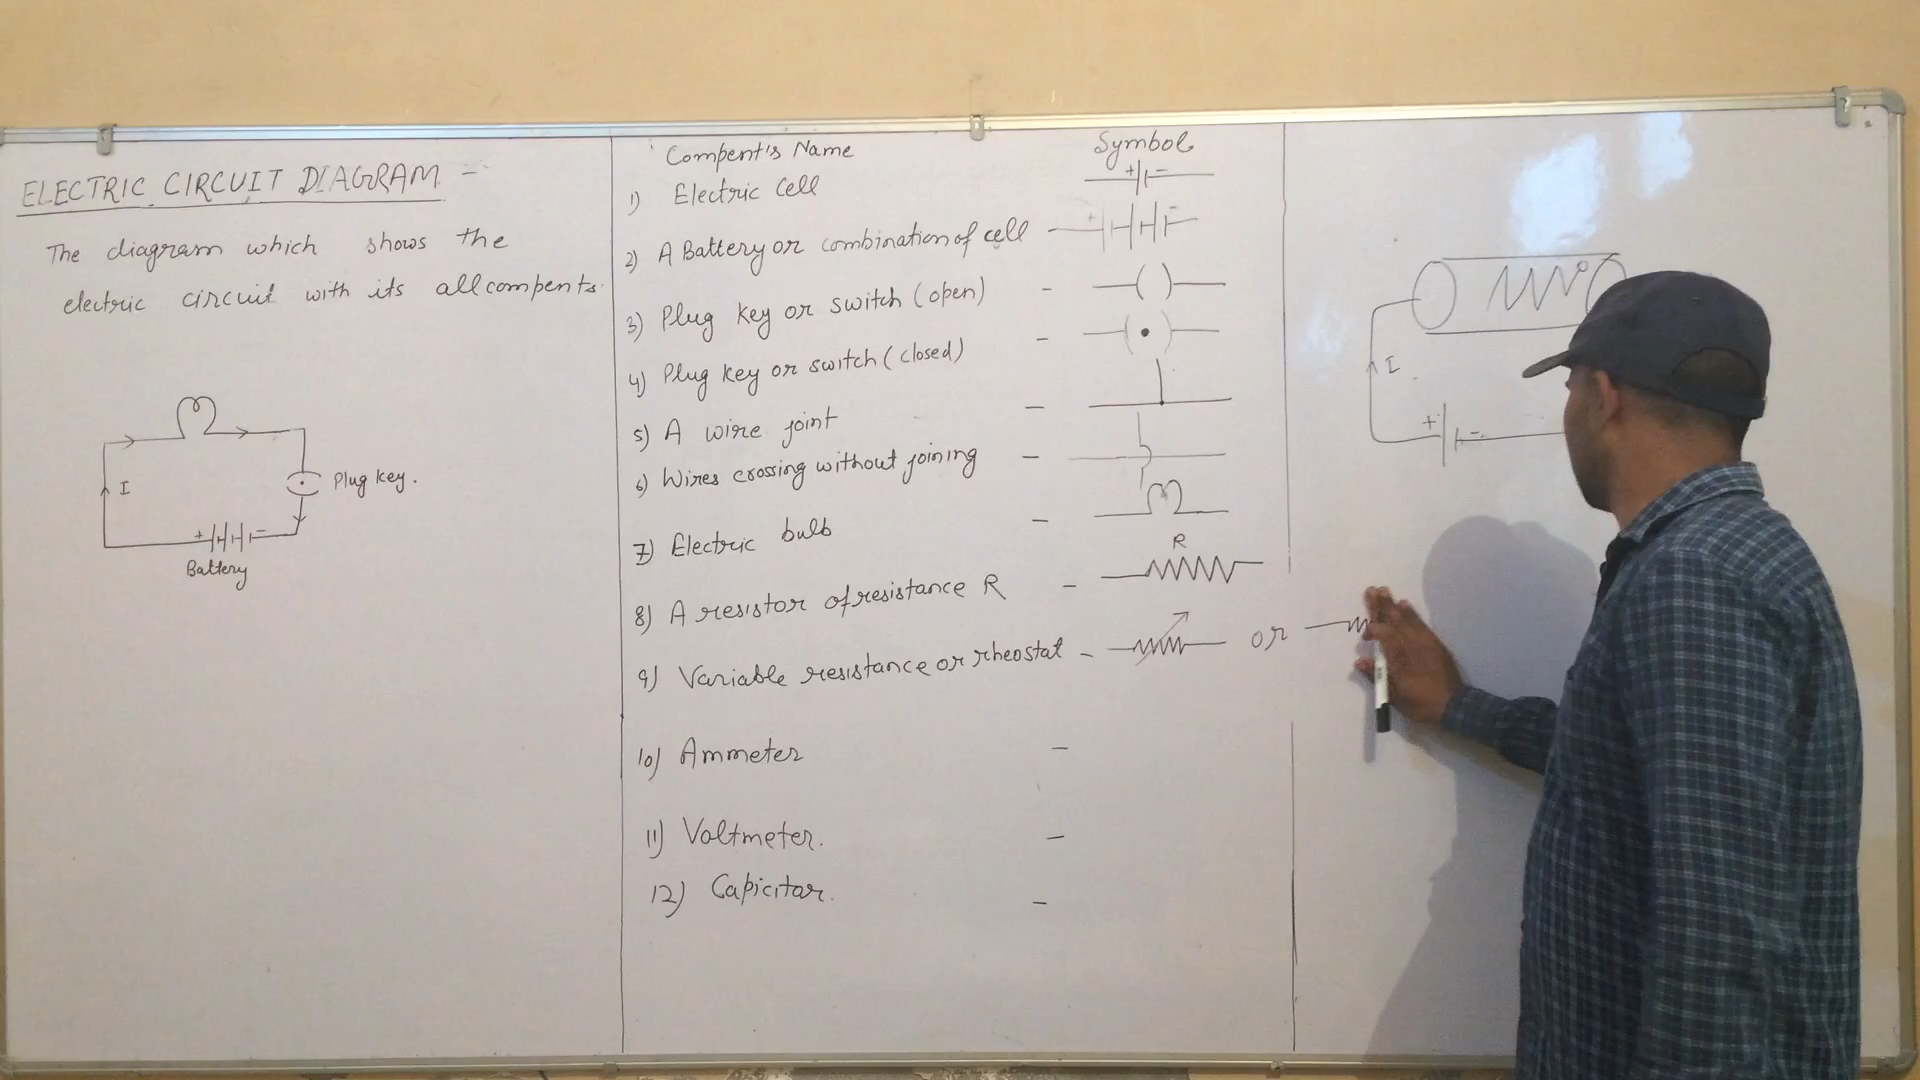 ELECTRIC CIRCUIT DIAGRAM -
The diagram which shows the
electric circuit with its all compents.
I
Plug key.
+ -
Battery
Compent's Name Symbol
1) Electric cell + -
2) A Battery or combination of cell - + -
3) Plug key or switch (open) -
4) Plug key or switch (closed) -
5) A wire joint -
6) Wires crossing without joining -
7) Electric bulb -
R
8) A resistor of resistance R -
9) Variable resistance or rheostat - or
10) Ammeter -
11) Voltmeter. -
12) Capicitar. -
I
+ -